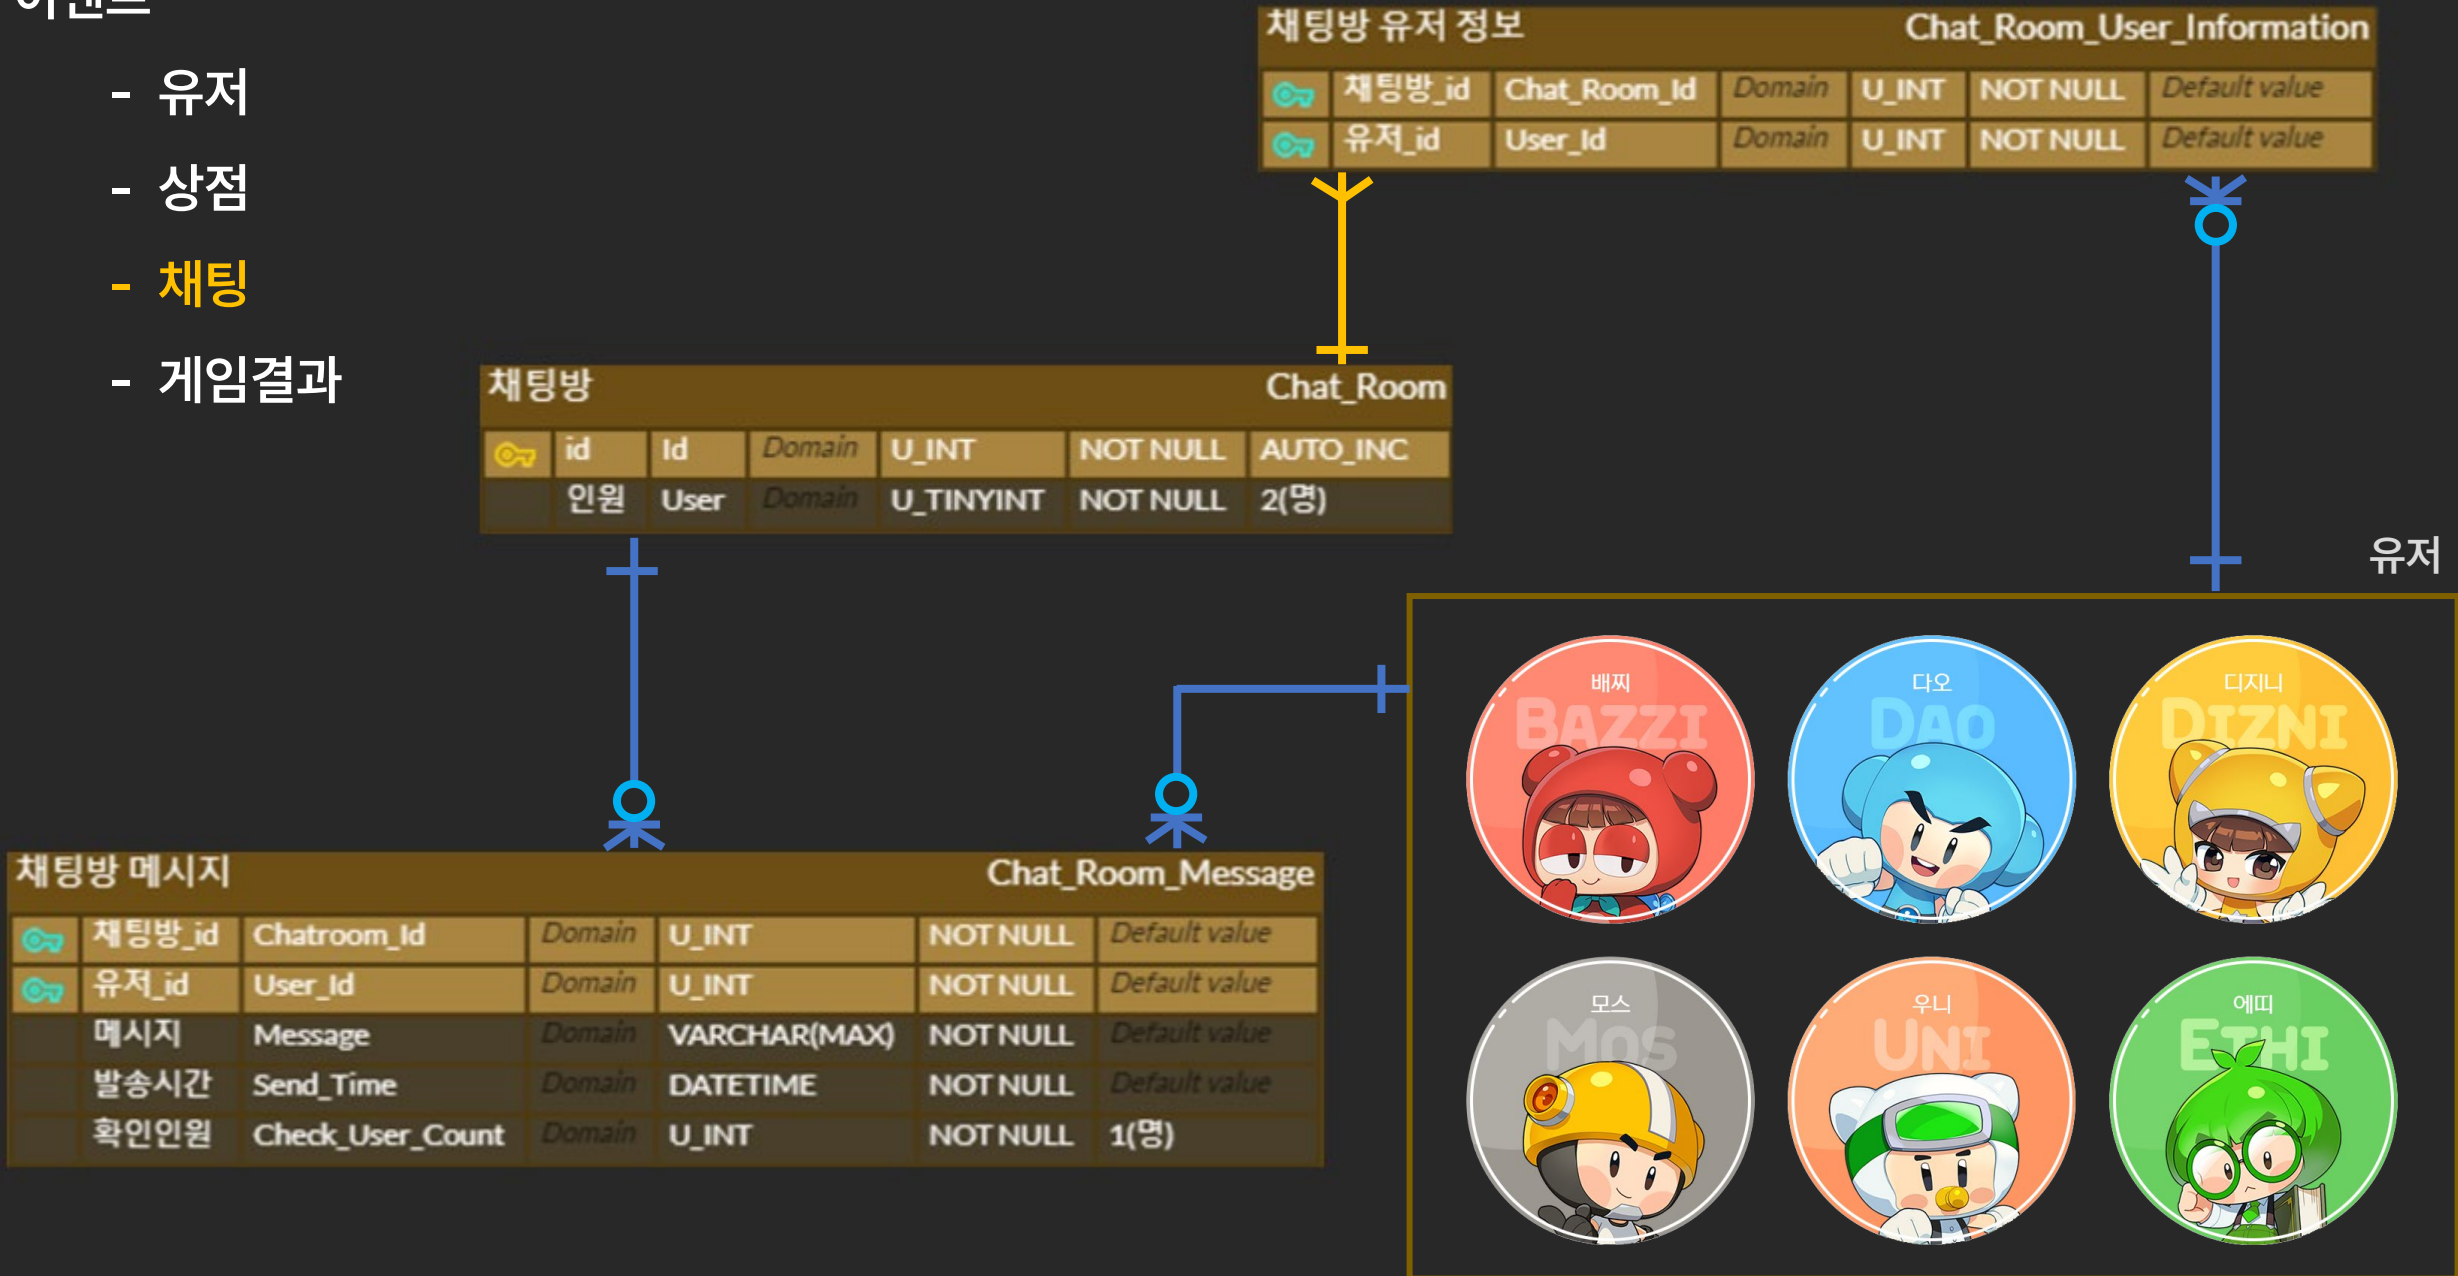 이벤트
- 유저
- 상점
- 채팅
- 게임결과
채팅방 유저 정보 Chat_Room_User_Information
채팅방_id Chat_Room_Id Domain U_INT NOT NULL Default value
유저_id User_Id Domain U_INT NOT NULL Default value
채팅방 Chat_Room
id Id Domain U_INT NOT NULL AUTO_INC
인원 User Domain U_TINYINT NOT NULL 2(명)
유저
채팅방 메시지 Chat_Room_Message
채팅방_id Chatroom_Id Domain U_INT NOT NULL Default value
유저_id User_Id Domain U_INT NOT NULL Default value
메시지 Message Domain VARCHAR(MAX) NOT NULL Default value
발송시간 Send_Time Domain DATETIME NOT NULL Default value
확인인원 Check_User_Count Domain U_INT NOT NULL 1(명)
배찌
BAZZI
다오
DAO
디지니
DIZNI
모스
MOS
우니
UNI
에띠
ETHI